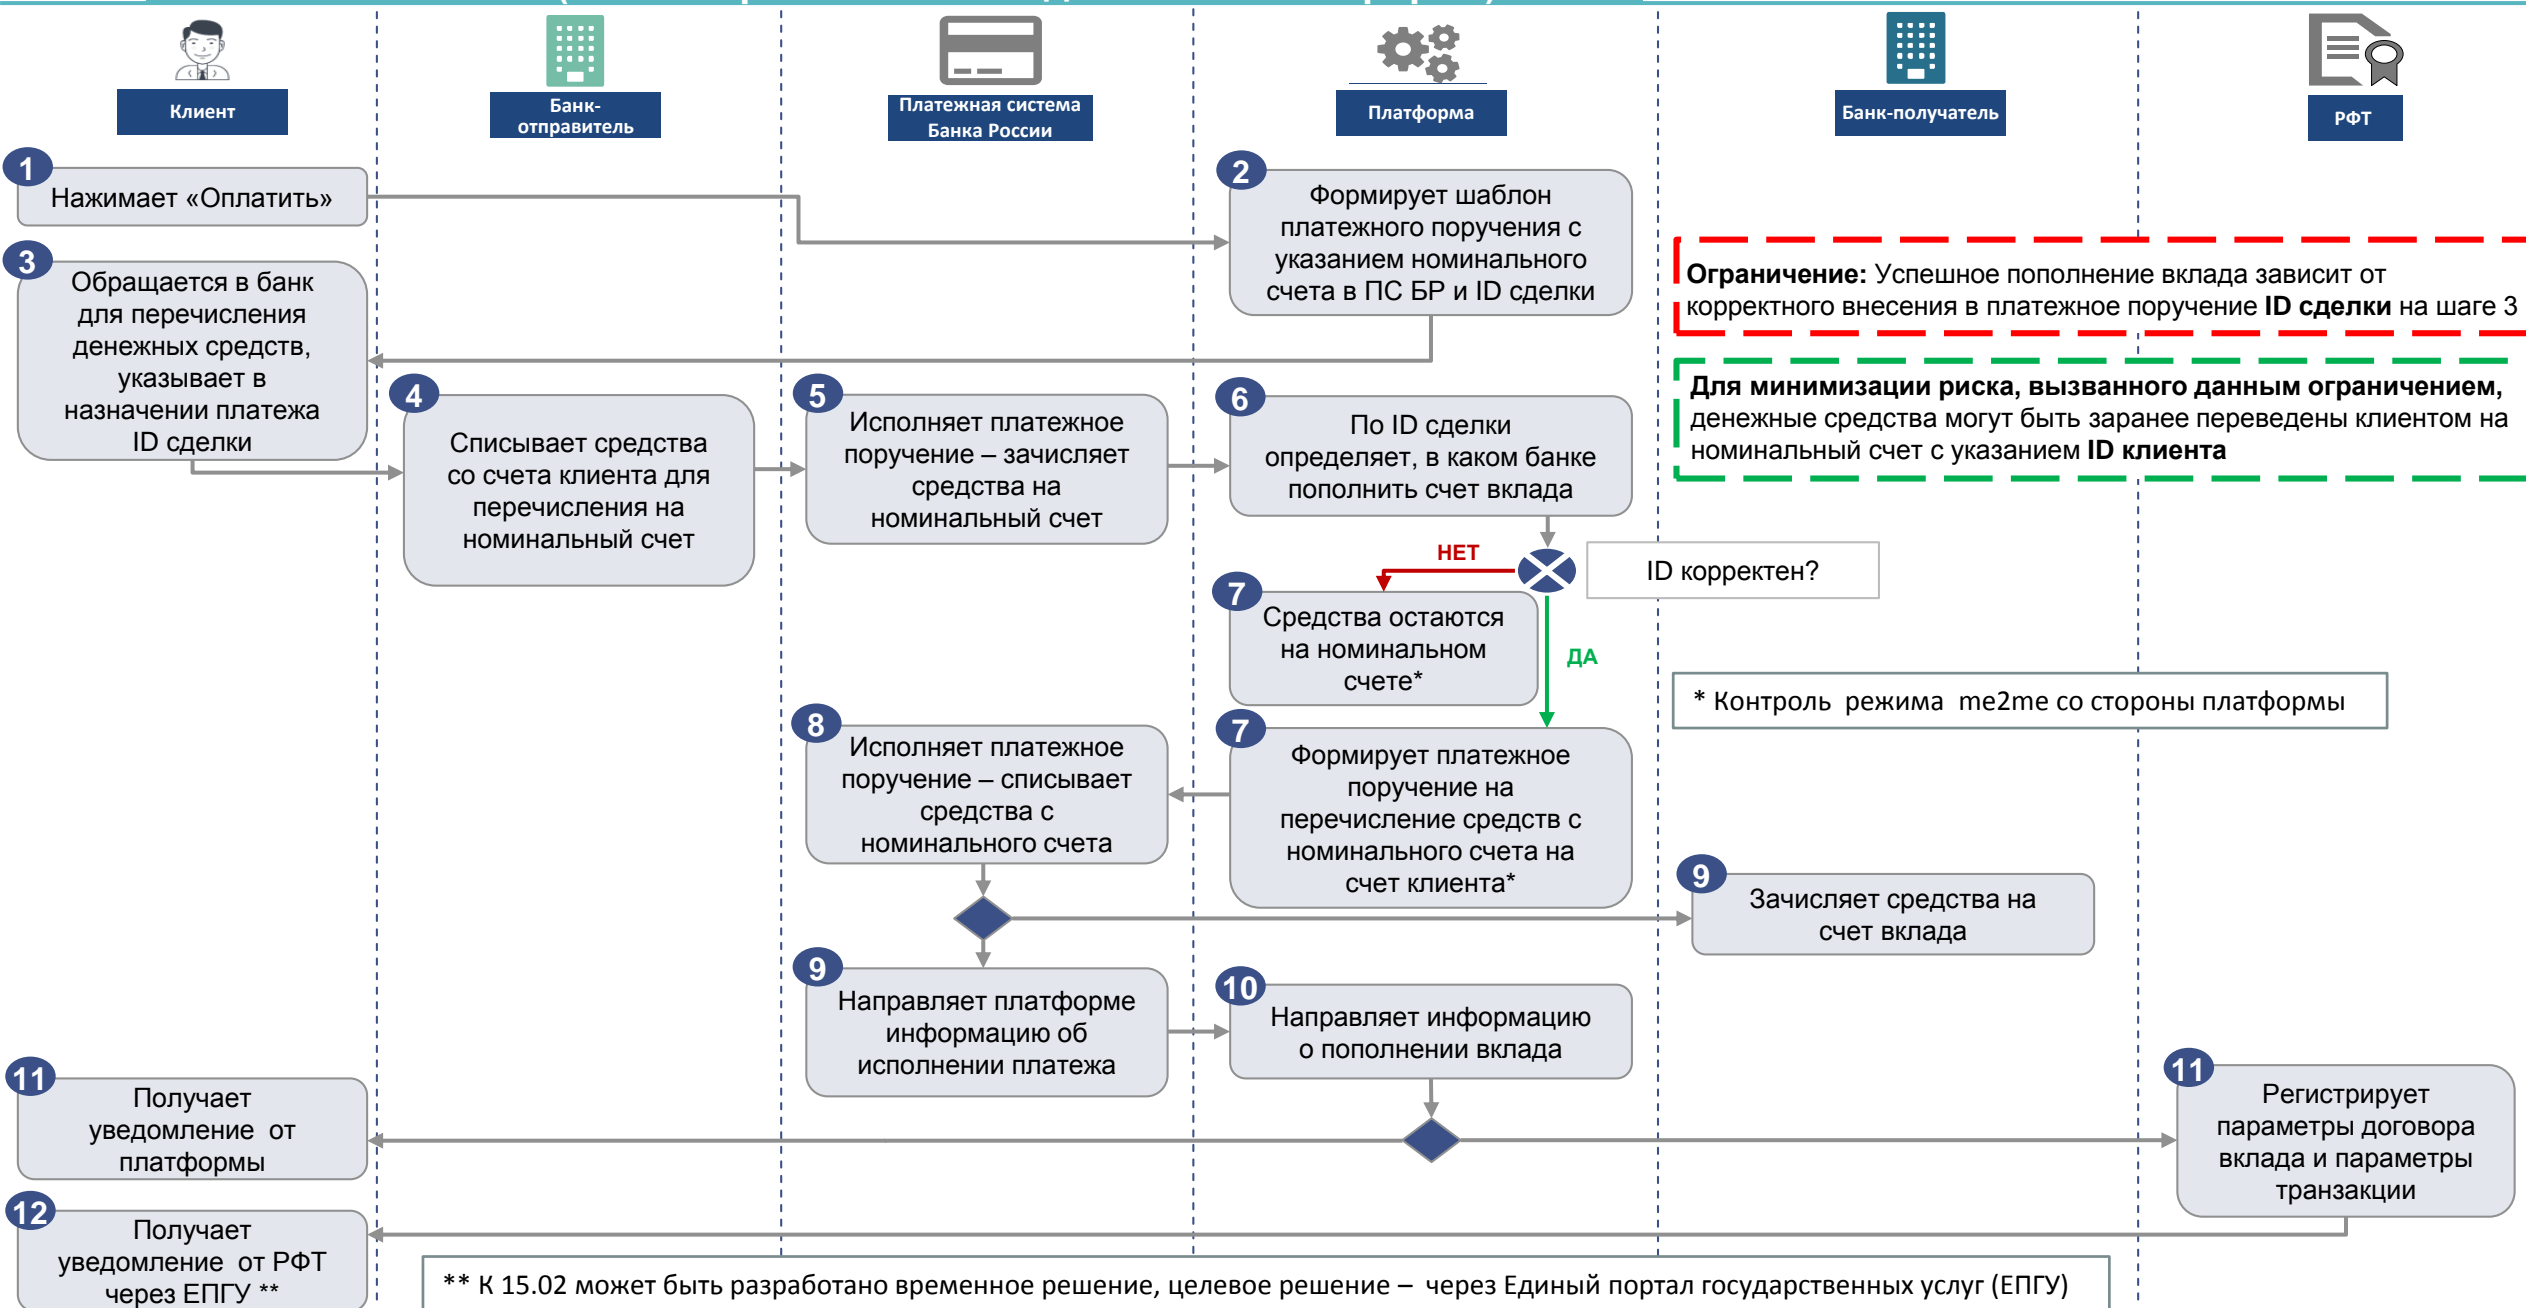 Клиент
Банк-
отправитель
Платежная система
Банка России
Платформа
Банк-получатель
РФТ
1
Нажимает «Оплатить»
2
Формирует шаблон
платежного поручения с
указанием номинального
счета в ПС БР и ID сделки
3
Обращается в банк
для перечисления
денежных средств,
указывает в
назначении платежа
ID сделки
Ограничение: Успешное пополнение вклада зависит от
корректного внесения в платежное поручение ID сделки на шаге 3
Для минимизации риска, вызванного данным ограничением,
денежные средства могут быть заранее переведены клиентом на
номинальный счет с указанием ID клиента
4
Списывает средства
со счета клиента для
перечисления на
номинальный счет
5
Исполняет платежное
поручение – зачисляет
средства на
номинальный счет
6
По ID сделки
определяет, в каком банке
пополнить счет вклада
НЕТ
ID корректен?
7
Средства остаются
на номинальном
счете*
ДА
* Контроль режима me2me со стороны платформы
8
Исполняет платежное
поручение – списывает
средства с
номинального счета
7
Формирует платежное
поручение на
перечисление средств с
номинального счета на
счет клиента*
9
Зачисляет средства на
счет вклада
9
Направляет платформе
информацию об
исполнении платежа
10
Направляет информацию
о пополнении вклада
11
Получает
уведомление от
платформы
11
Регистрирует
параметры договора
вклада и параметры
транзакции
12
Получает
уведомление от РФТ
через ЕПГУ **
** К 15.02 может быть разработано временное решение, целевое решение – через Единый портал государственных услуг (ЕПГУ)